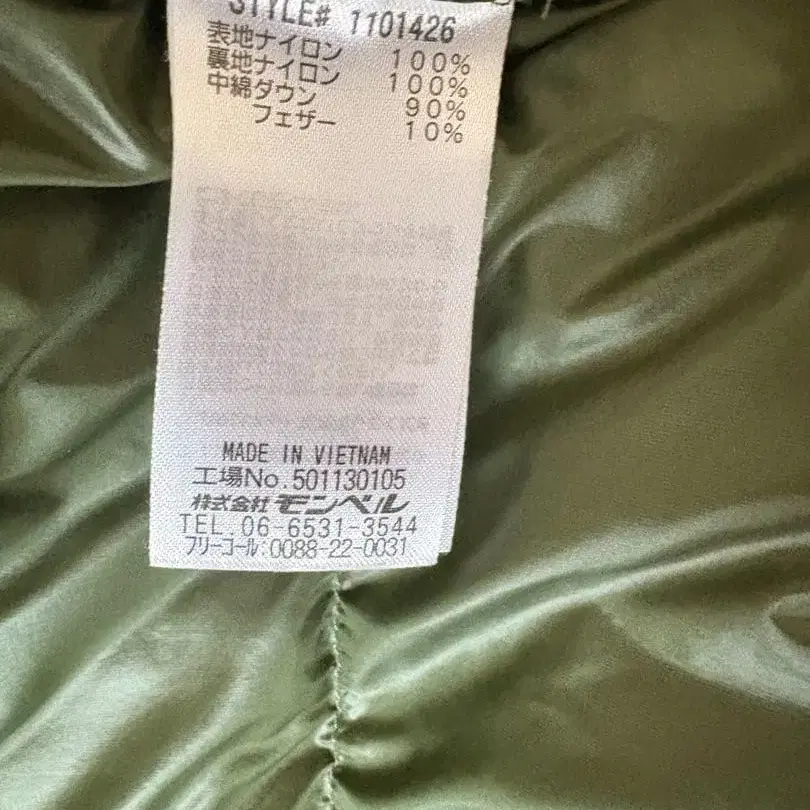 STYLE# 1101426
表地ナイロン 100%
裏地ナイロン 100%
中綿ダウン 90%
フェザー 10%
MADE IN VIETNAM
工場No.501130105
株式会社 モンベル
TEL.06-6531-3544
フリーコール:0088-22-0031